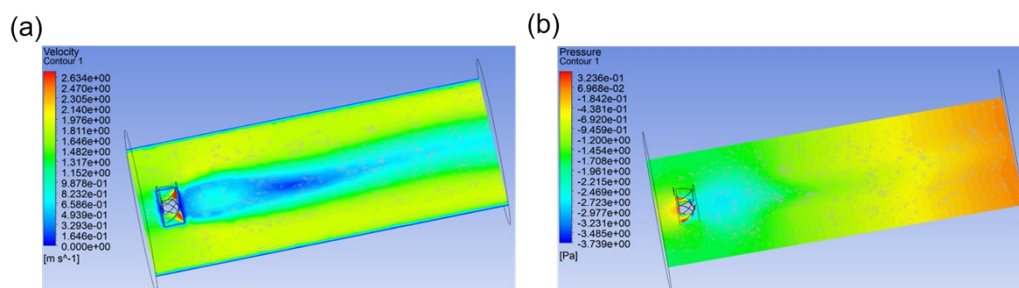 (a)
Velocity
Contour 1
2.634e+00
2.470e+00
2.305e+00
2.140e+00
1.976e+00
1.811e+00
1.646e+00
1.482e+00
1.317e+00
1.152e+00
9.878e-01
8.232e-01
6.586e-01
4.939e-01
3.293e-01
1.646e-01
0.000e+00
[m s^-1]
(b)
Pressure
Contour 1
3.236e-01
6.968e-02
-1.842e-01
-4.381e-01
-6.920e-01
-9.459e-01
-1.200e+00
-1.454e+00
-1.708e+00
-1.961e+00
-2.215e+00
-2.469e+00
-2.723e+00
-2.977e+00
-3.231e+00
-3.485e+00
-3.739e+00
[Pa]